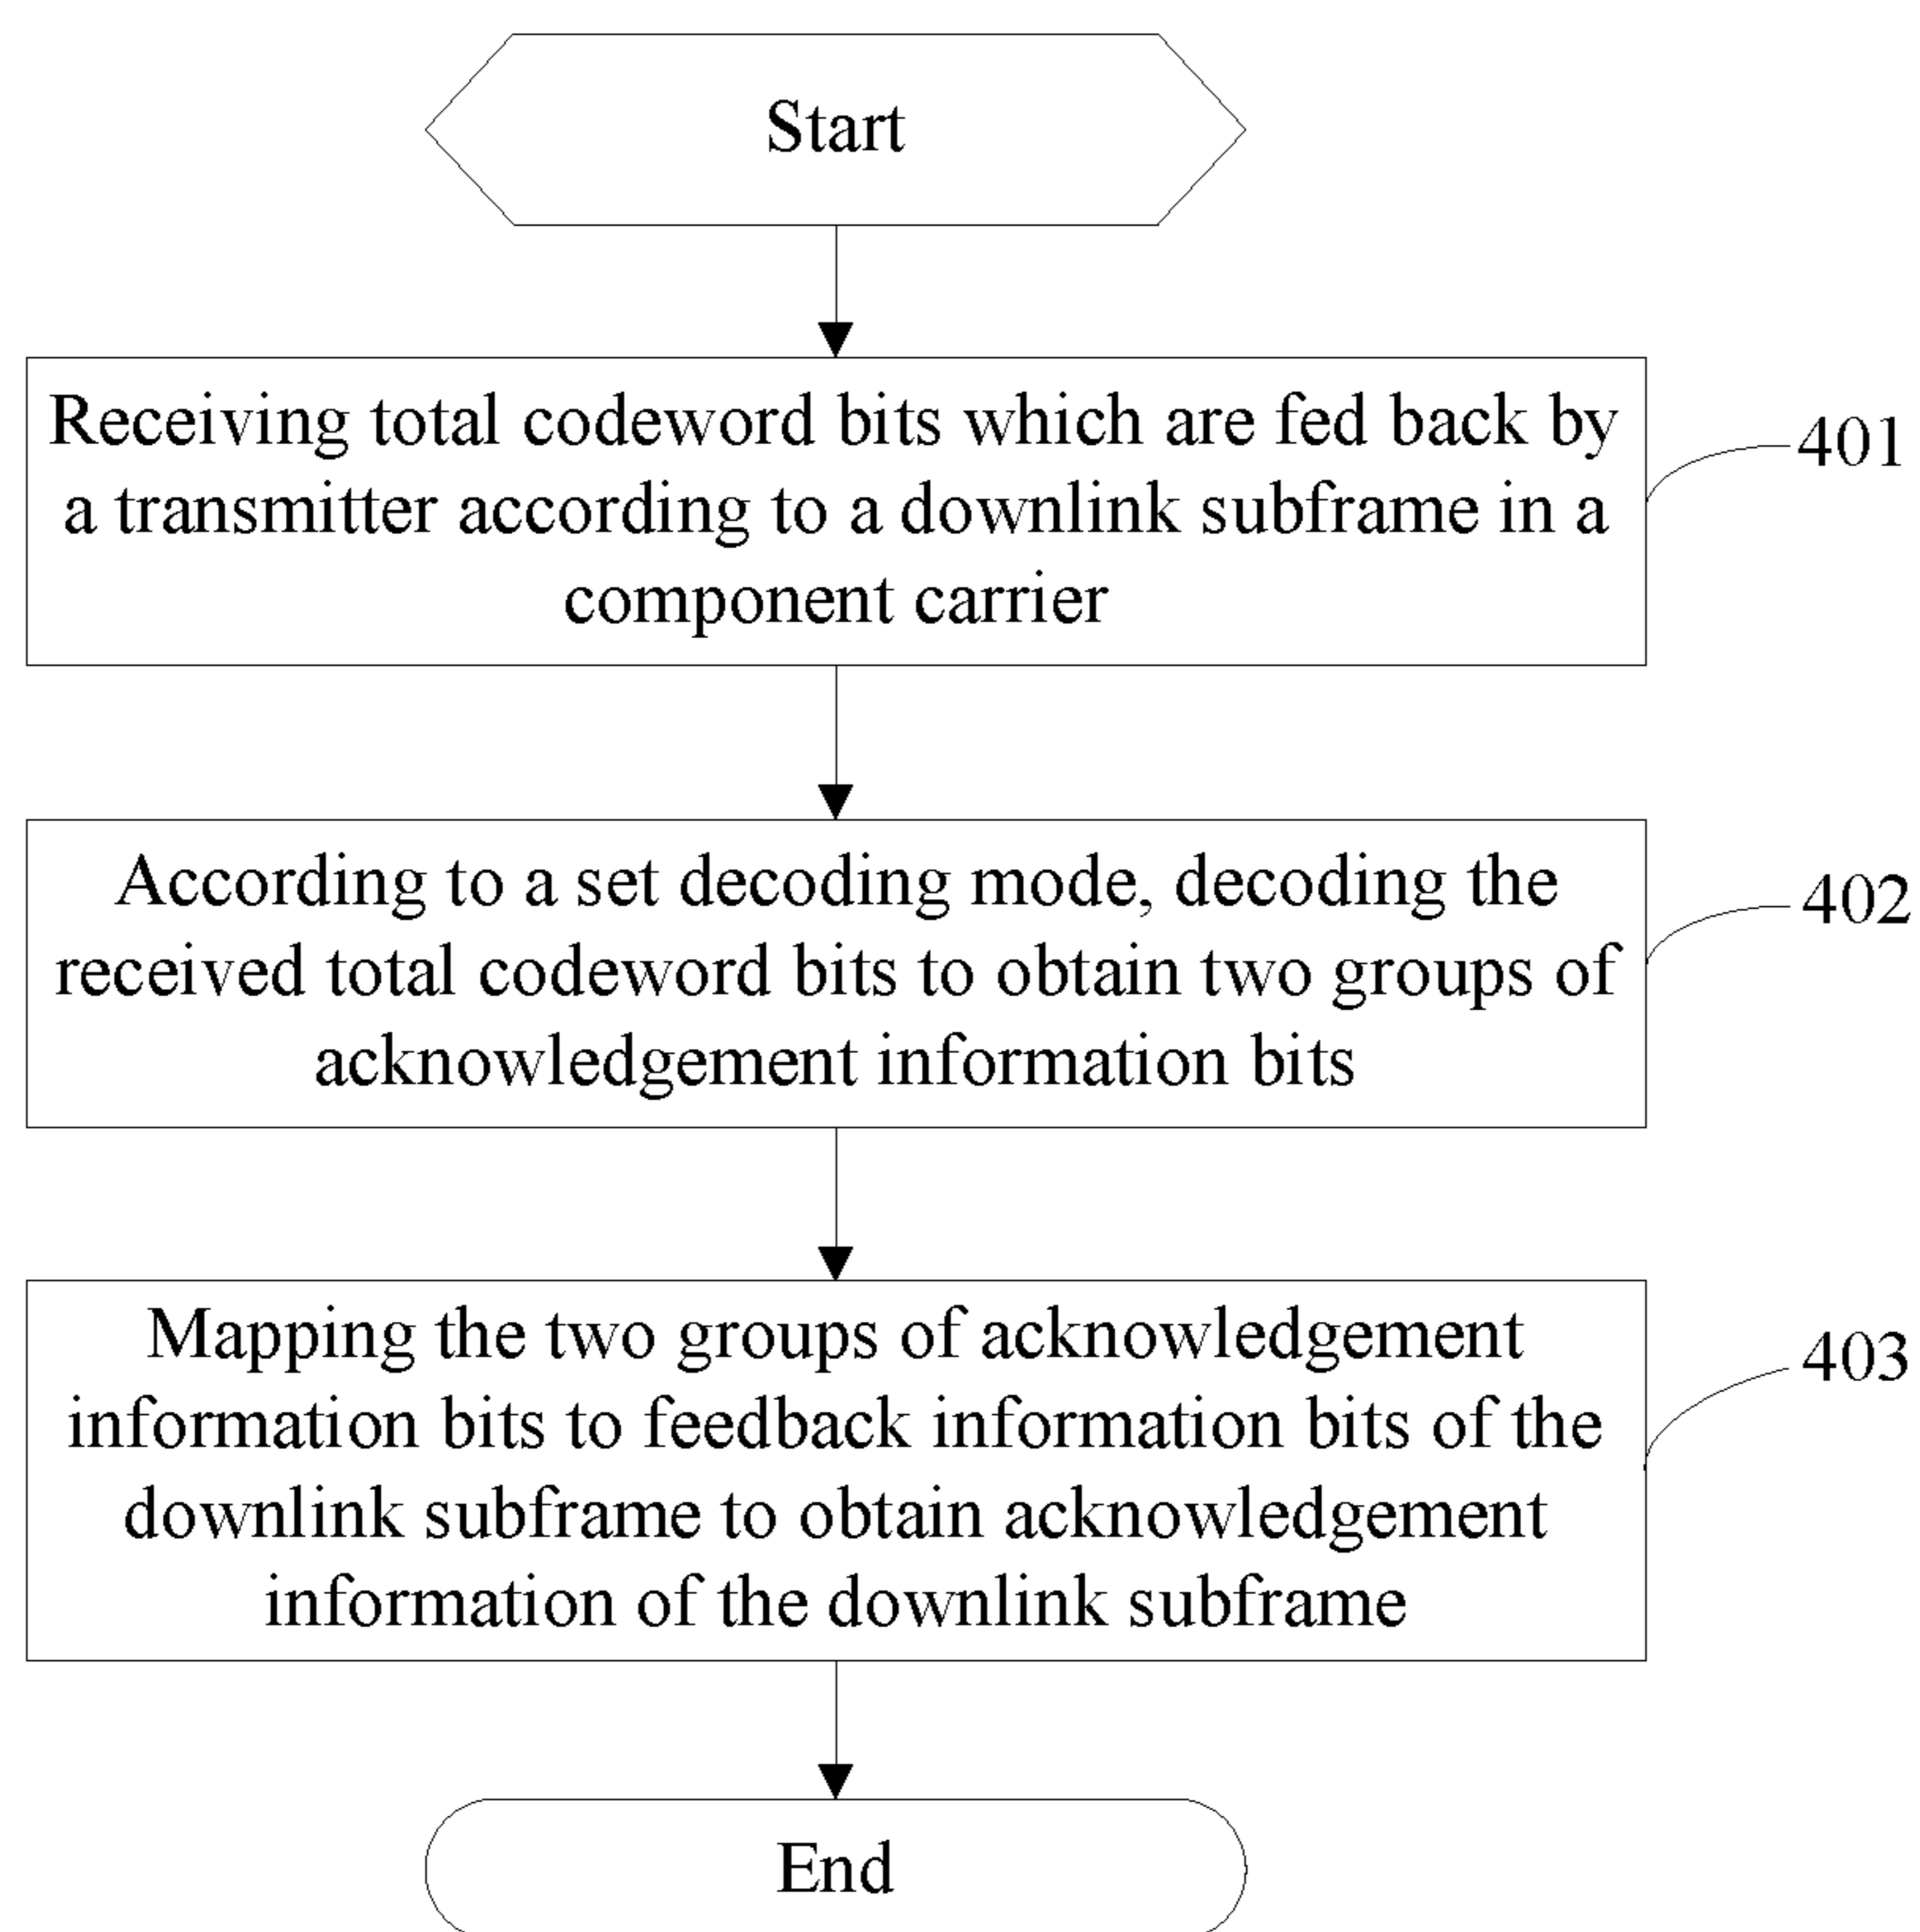 Start
Receiving total codeword bits which are fed back by
a transmitter according to a downlink subframe in a
component carrier
401
According to a set decoding mode, decoding the
received total codeword bits to obtain two groups of
acknowledgement information bits
402
Mapping the two groups of acknowledgement
information bits to feedback information bits of the
downlink subframe to obtain acknowledgement
information of the downlink subframe
403
End